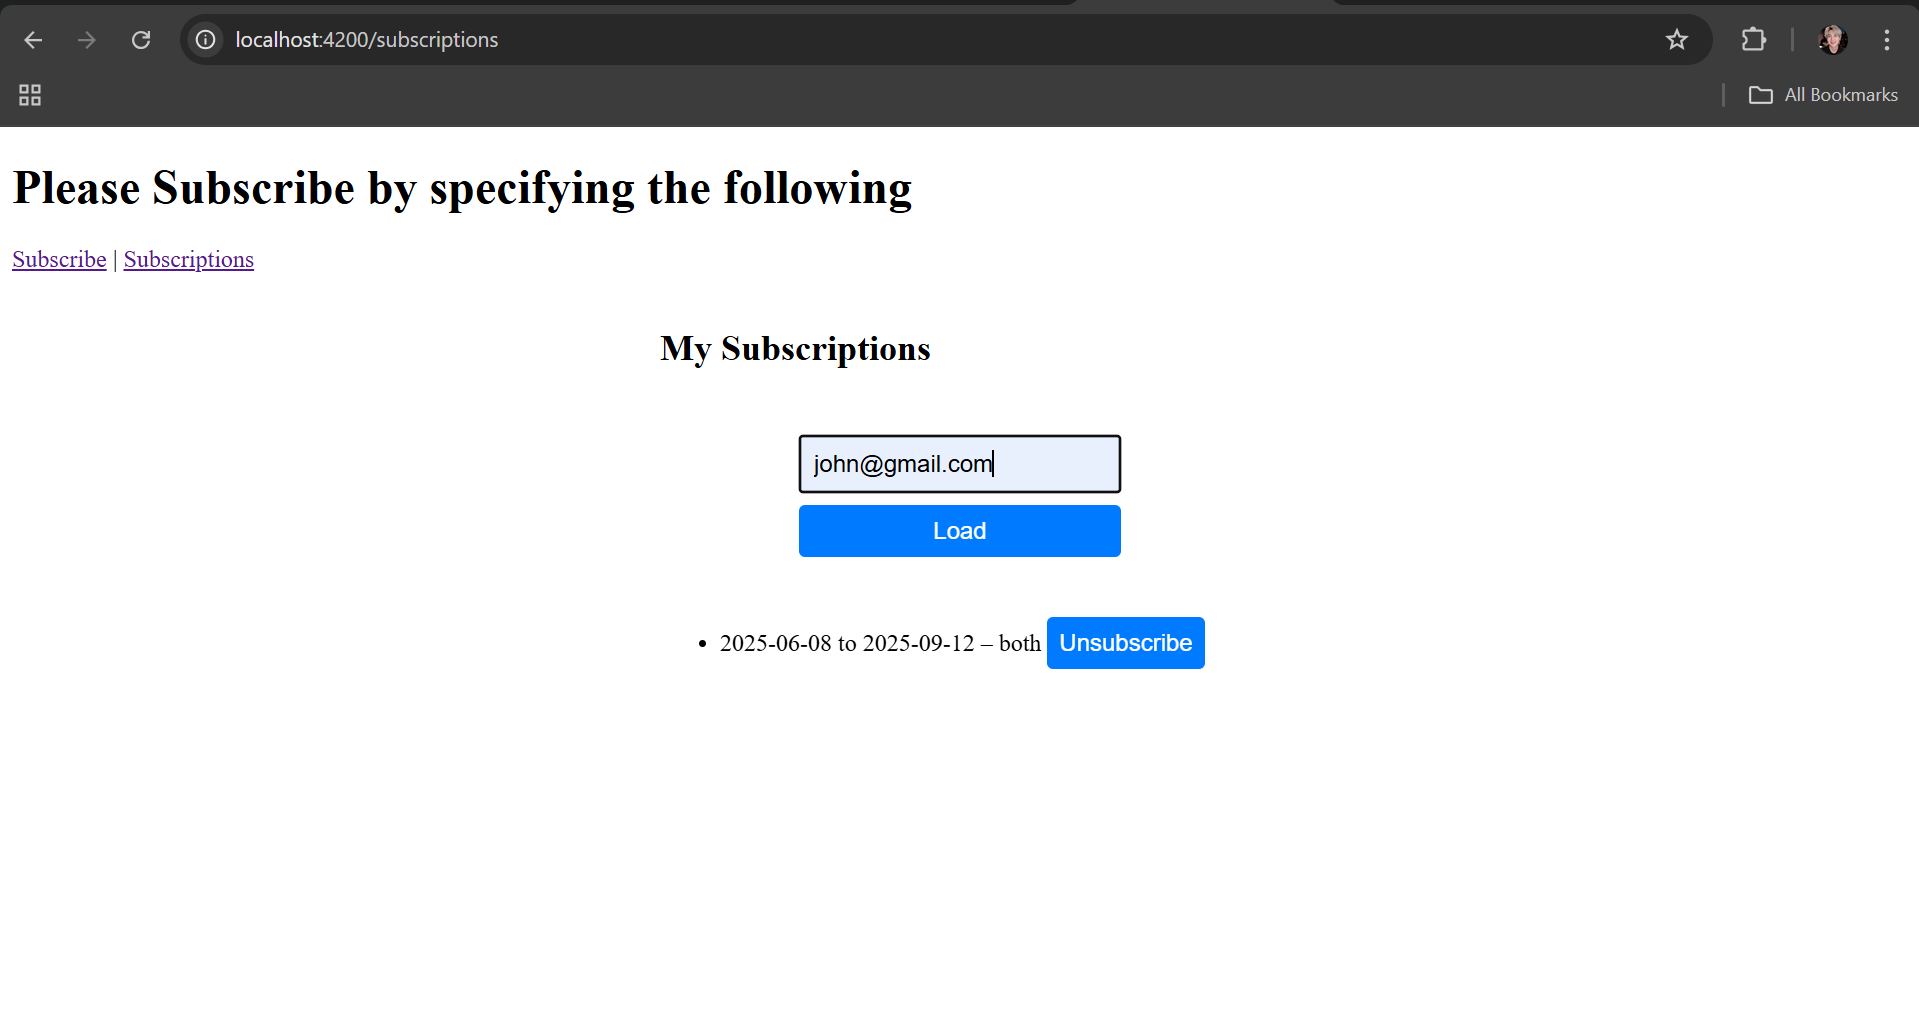 localhost:4200/subscriptions
All Bookmarks
Please Subscribe by specifying the following
Subscribe | Subscriptions
My Subscriptions
john@gmail.com
Load
• 2025-06-08 to 2025-09-12 – both Unsubscribe